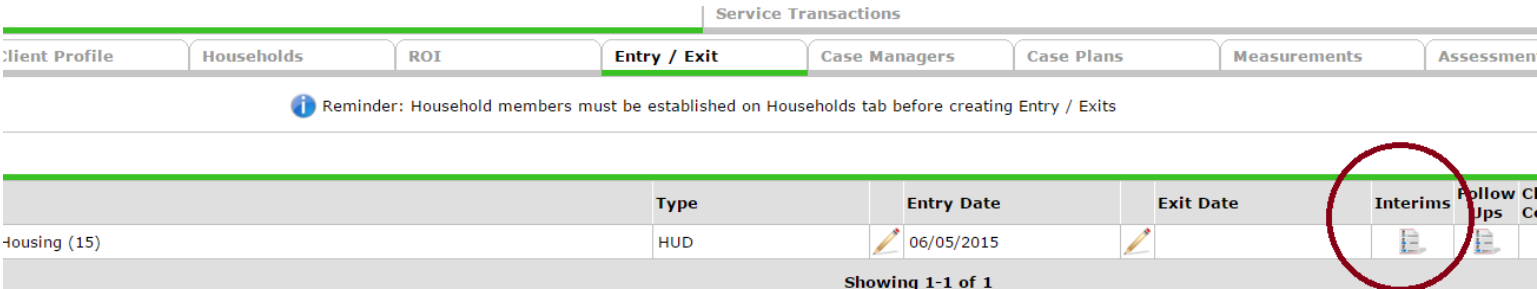 Service Transactions
Client Profile Households ROI Entry / Exit Case Managers Case Plans Measurements Assessmen
Reminder: Household members must be established on Households tab before creating Entry / Exits
Type Entry Date Exit Date Interims Follow Ups
Housing (15) HUD 06/05/2015
Showing 1-1 of 1